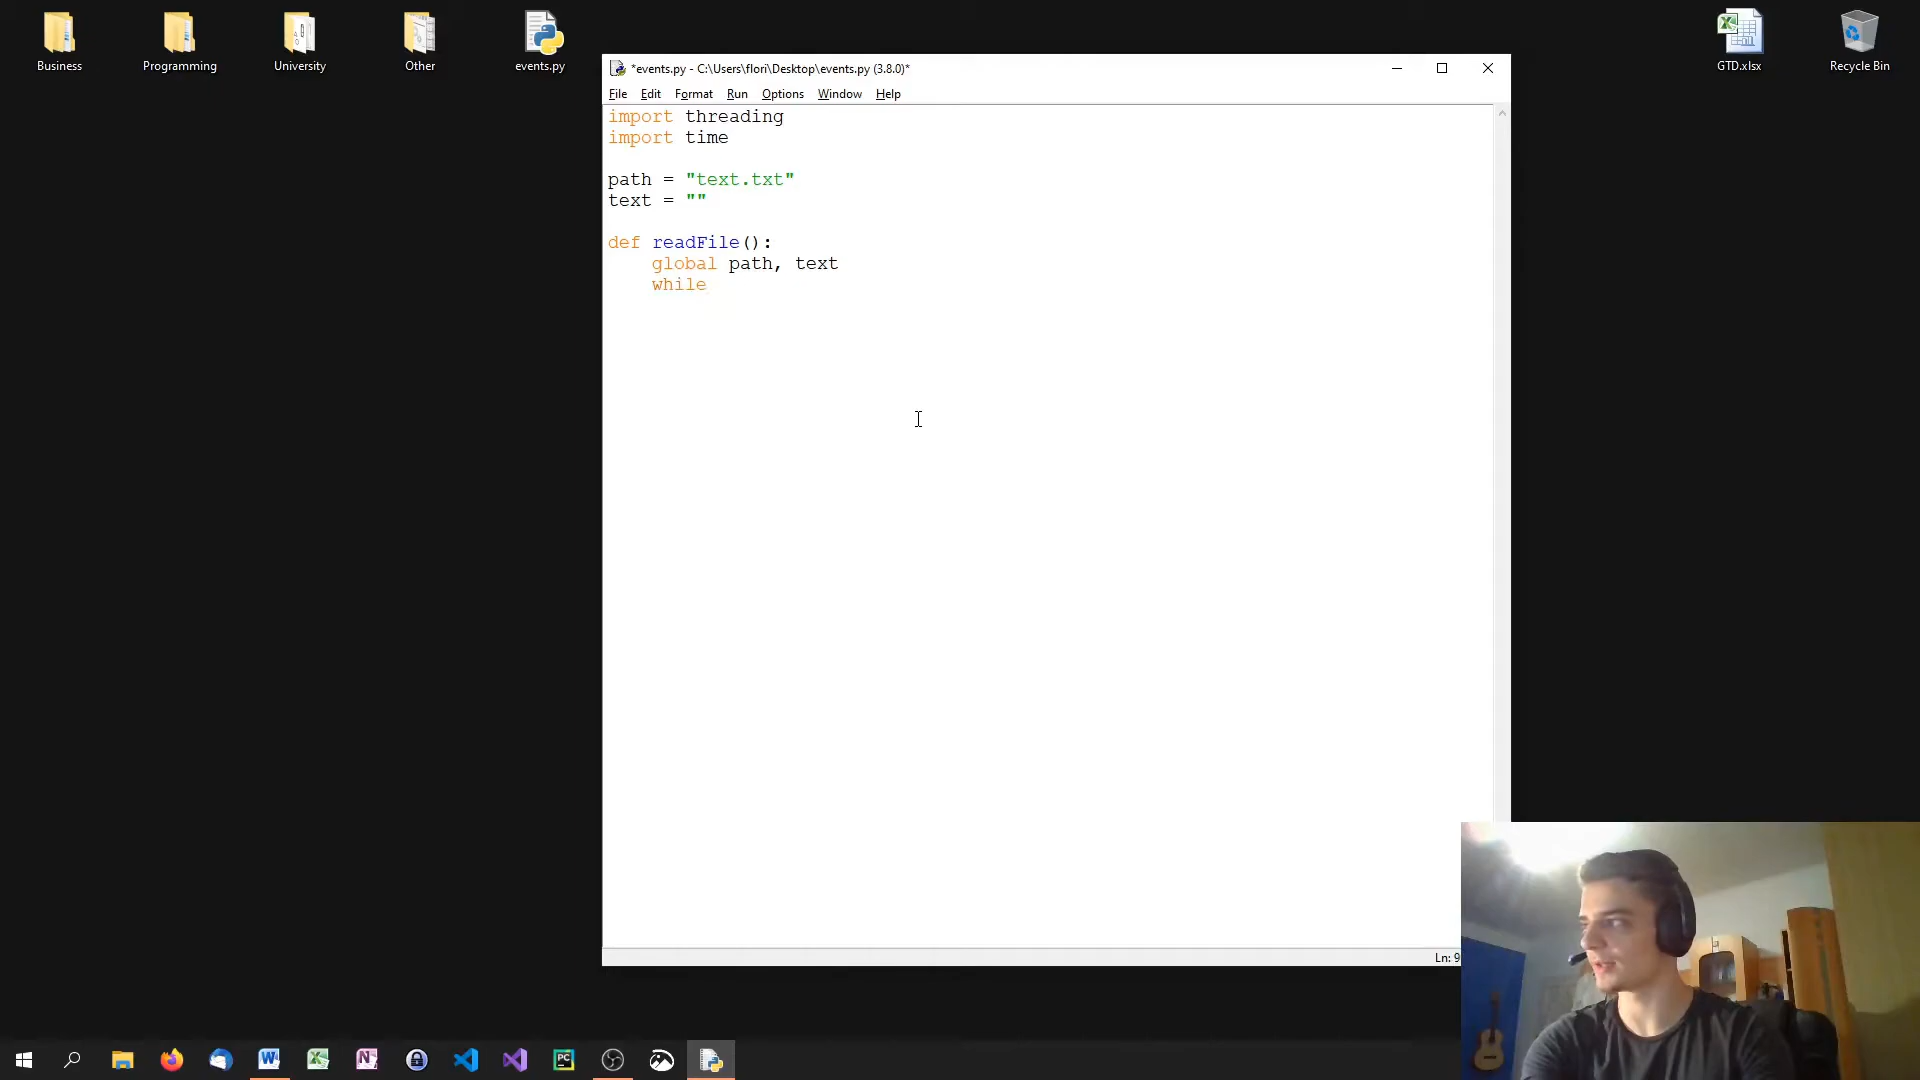 Business
Programming
University
Other
events.py
GTD.xlsx
Recycle Bin
*events.py - C:\Users\flori\Desktop\events.py (3.8.0)*
File Edit Format Run Options Window Help
import threading
import time
path = "text.txt"
text = ""
def readFile():
    global path, text
    while
Ln: 9